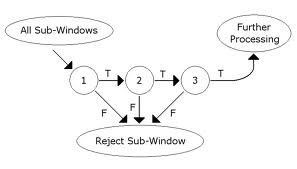 All Sub-Windows
Further
Processing
1
T
2
T
3
T
F
F
F
Reject Sub-Window